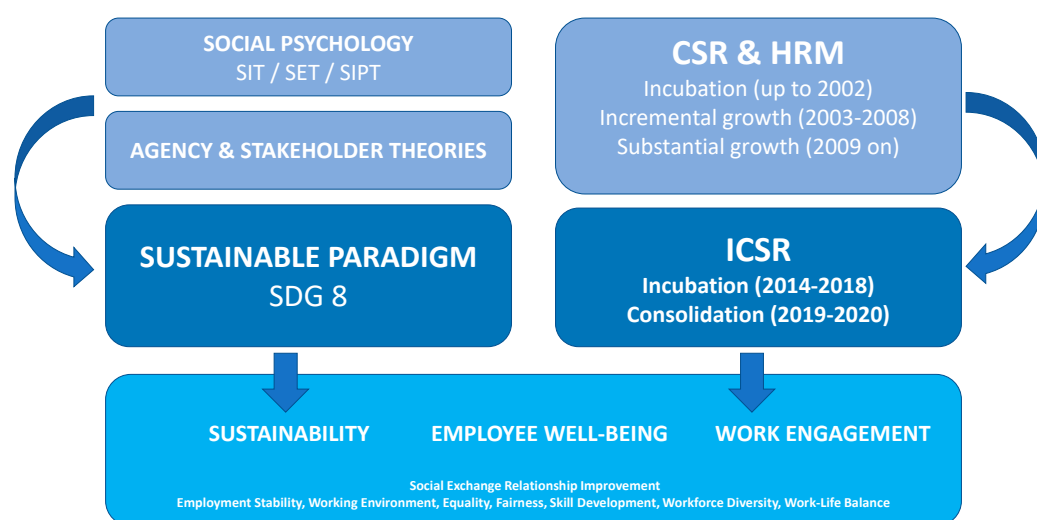 SOCIAL PSYCHOLOGY
SIT / SET / SIPT
AGENCY & STAKEHOLDER THEORIES
SUSTAINABLE PARADIGM
SDG 8
CSR & HRM
Incubation (up to 2002)
Incremental growth (2003-2008)
Substantial growth (2009 on)
ICSR
Incubation (2014-2018)
Consolidation (2019-2020)
SUSTAINABILITY EMPLOYEE WELL-BEING WORK ENGAGEMENT
Social Exchange Relationship Improvement
Employment Stability, Working Environment, Equality, Fairness, Skill Development, Workforce Diversity, Work-Life Balance